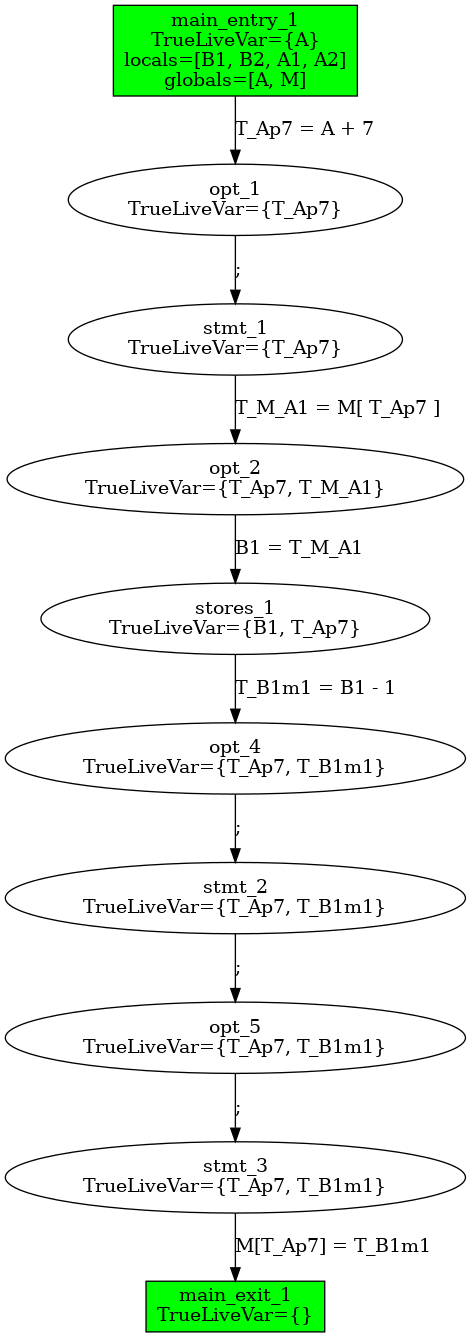 main_entry_1
TrueLiveVar={A}
locals=[B1, B2, A1, A2]
globals=[A, M]
T_Ap7 = A + 7
opt_1
TrueLiveVar={T_Ap7}
;
stmt_1
TrueLiveVar={T_Ap7}
T_M_A1 = M[ T_Ap7 ]
opt_2
TrueLiveVar={T_Ap7, T_M_A1}
B1 = T_M_A1
stores_1
TrueLiveVar={B1, T_Ap7}
T_B1m1 = B1 - 1
opt_4
TrueLiveVar={T_Ap7, T_B1m1}
;
stmt_2
TrueLiveVar={T_Ap7, T_B1m1}
;
opt_5
TrueLiveVar={T_Ap7, T_B1m1}
;
stmt_3
TrueLiveVar={T_Ap7, T_B1m1}
M[T_Ap7] = T_B1m1
main_exit_1
TrueLiveVar={}